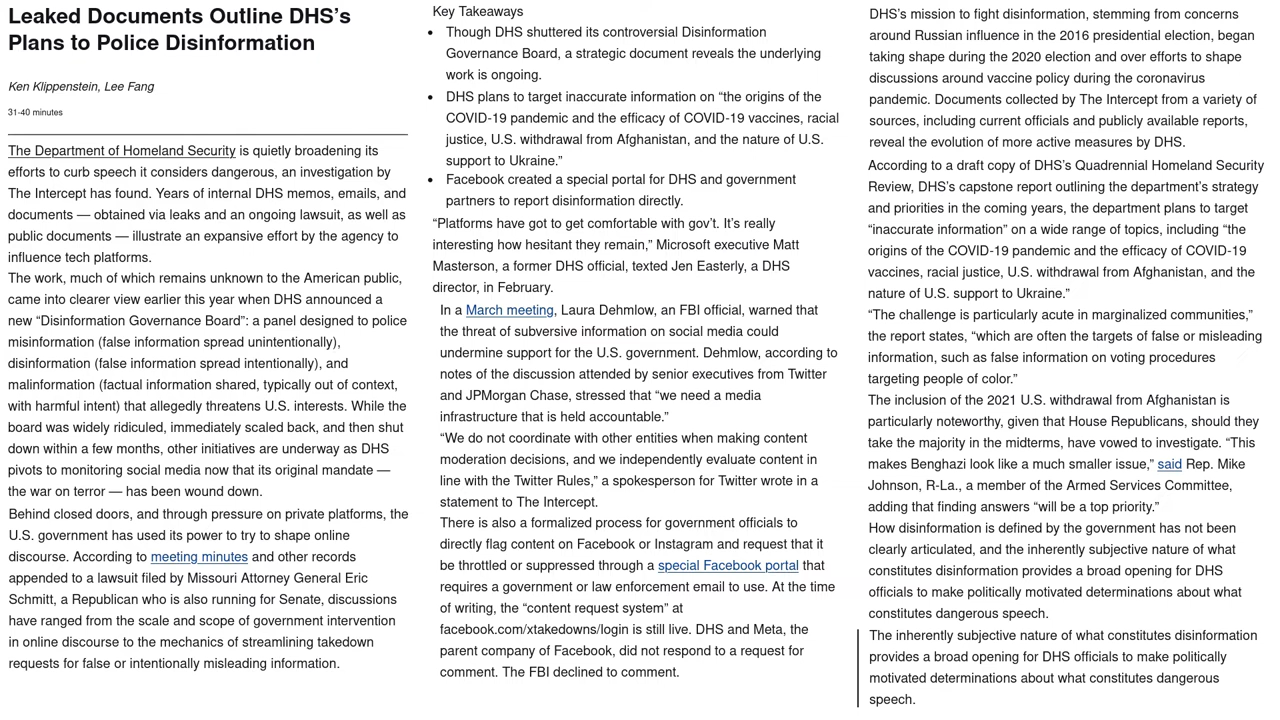 Leaked Documents Outline DHS’s
Plans to Police Disinformation
Ken Klippenstein, Lee Fang
31-40 minutes
The Department of Homeland Security is quietly broadening its
efforts to curb speech it considers dangerous, an investigation by
The Intercept has found. Years of internal DHS memos, emails, and
documents — obtained via leaks and an ongoing lawsuit, as well as
public documents — illustrate an expansive effort by the agency to
influence tech platforms.
The work, much of which remains unknown to the American public,
came into clearer view earlier this year when DHS announced a
new “Disinformation Governance Board”: a panel designed to police
misinformation (false information spread unintentionally),
disinformation (false information spread intentionally), and
malinformation (factual information shared, typically out of context,
with harmful intent) that allegedly threatens U.S. interests. While the
board was widely ridiculed, immediately scaled back, and then shut
down within a few months, other initiatives are underway as DHS
pivots to monitoring social media now that its original mandate —
the war on terror — has been wound down.
Behind closed doors, and through pressure on private platforms, the
U.S. government has used its power to try to shape online
discourse. According to meeting minutes and other records
appended to a lawsuit filed by Missouri Attorney General Eric
Schmitt, a Republican who is also running for Senate, discussions
have ranged from the scale and scope of government intervention
in online discourse to the mechanics of streamlining takedown
requests for false or intentionally misleading information.
Key Takeaways
• Though DHS shuttered its controversial Disinformation
Governance Board, a strategic document reveals the underlying
work is ongoing.
• DHS plans to target inaccurate information on “the origins of the
COVID-19 pandemic and the efficacy of COVID-19 vaccines, racial
justice, U.S. withdrawal from Afghanistan, and the nature of U.S.
support to Ukraine.”
• Facebook created a special portal for DHS and government
partners to report disinformation directly.
“Platforms have got to get comfortable with gov’t. It’s really
interesting how hesitant they remain,” Microsoft executive Matt
Masterson, a former DHS official, texted Jen Easterly, a DHS
director, in February.
In a March meeting, Laura Dehmlow, an FBI official, warned that
the threat of subversive information on social media could
undermine support for the U.S. government. Dehmlow, according to
notes of the discussion attended by senior executives from Twitter
and JPMorgan Chase, stressed that “we need a media
infrastructure that is held accountable.”
“We do not coordinate with other entities when making content
moderation decisions, and we independently evaluate content in
line with the Twitter Rules,” a spokesperson for Twitter wrote in a
statement to The Intercept.
There is also a formalized process for government officials to
directly flag content on Facebook or Instagram and request that it
be throttled or suppressed through a special Facebook portal that
requires a government or law enforcement email to use. At the time
of writing, the “content request system” at
facebook.com/xtakedowns/login is still live. DHS and Meta, the
parent company of Facebook, did not respond to a request for
comment. The FBI declined to comment.
DHS’s mission to fight disinformation, stemming from concerns
around Russian influence in the 2016 presidential election, began
taking shape during the 2020 election and over efforts to shape
discussions around vaccine policy during the coronavirus
pandemic. Documents collected by The Intercept from a variety of
sources, including current officials and publicly available reports,
reveal the evolution of more active measures by DHS.
According to a draft copy of DHS’s Quadrennial Homeland Security
Review, DHS’s capstone report outlining the department’s strategy
and priorities in the coming years, the department plans to target
“inaccurate information” on a wide range of topics, including “the
origins of the COVID-19 pandemic and the efficacy of COVID-19
vaccines, racial justice, U.S. withdrawal from Afghanistan, and the
nature of U.S. support to Ukraine.”
“The challenge is particularly acute in marginalized communities,”
the report states, “which are often the targets of false or misleading
information, such as false information on voting procedures
targeting people of color.”
The inclusion of the 2021 U.S. withdrawal from Afghanistan is
particularly noteworthy, given that House Republicans, should they
take the majority in the midterms, have vowed to investigate. “This
makes Benghazi look like a much smaller issue,” said Rep. Mike
Johnson, R-La., a member of the Armed Services Committee,
adding that finding answers “will be a top priority.”
How disinformation is defined by the government has not been
clearly articulated, and the inherently subjective nature of what
constitutes disinformation provides a broad opening for DHS
officials to make politically motivated determinations about what
constitutes dangerous speech.
The inherently subjective nature of what constitutes disinformation
provides a broad opening for DHS officials to make politically
motivated determinations about what constitutes dangerous
speech.